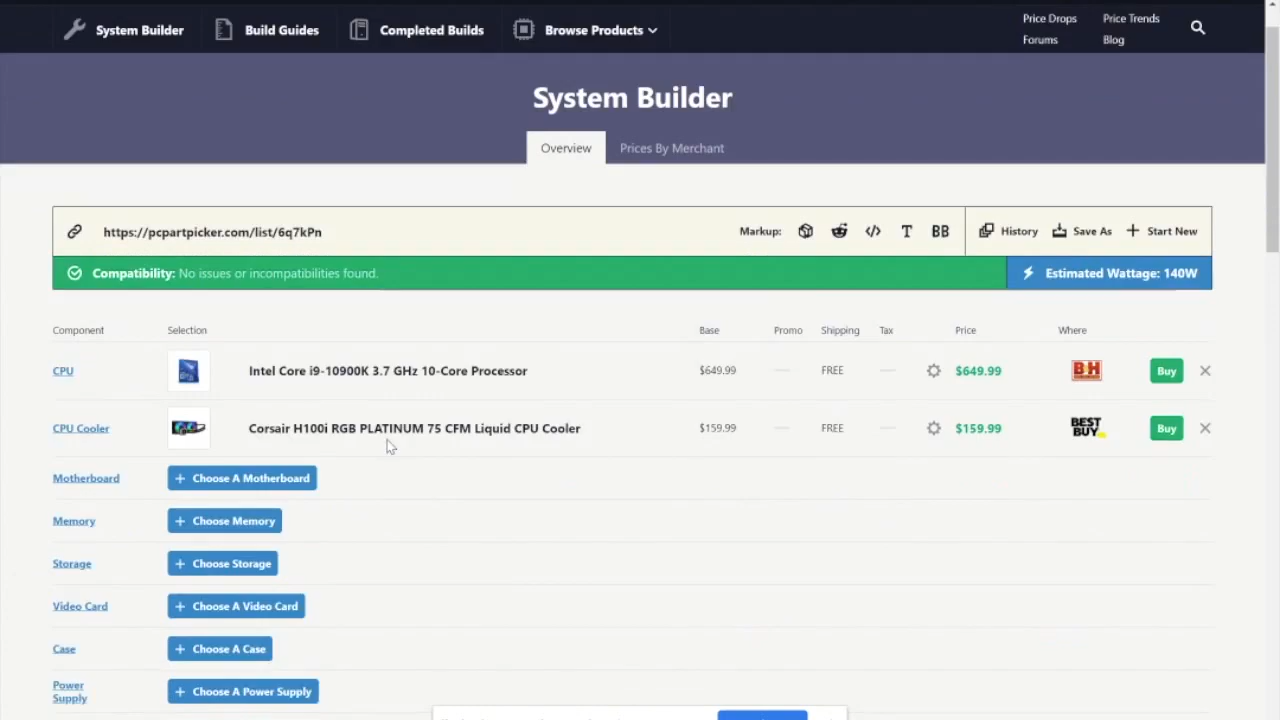 System Builder Build Guides Completed Builds Browse Products Price Drops Price Trends
Forums Blog
System Builder
Overview Prices By Merchant
https://pcpartpicker.com/list/6q7kPn Markup: T BB History Save As + Start New
Compatibility: No issues or incompatibilities found. Estimated Wattage: 140W
Component Selection Base Promo Shipping Tax Price Where
CPU Intel Core i9-10900K 3.7 GHz 10-Core Processor $649.99 — FREE — $649.99 B&H Buy ×
CPU Cooler Corsair H100i RGB PLATINUM 75 CFM Liquid CPU Cooler $159.99 — FREE — $159.99 BEST BUY Buy ×
Motherboard + Choose A Motherboard
Memory + Choose Memory
Storage + Choose Storage
Video Card + Choose A Video Card
Case + Choose A Case
Power Supply + Choose A Power Supply